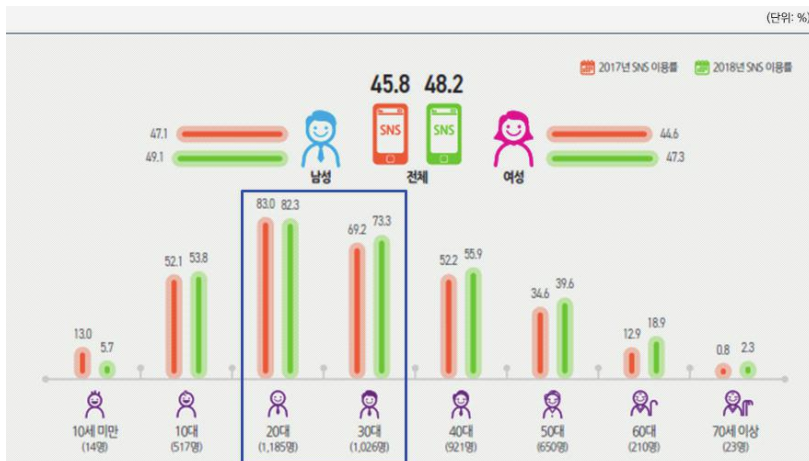 (단위: %)
2017년 SNS 이용률 2018년 SNS 이용률
45.8 48.2
47.1 SNS SNS 44.6
49.1 47.3
남성 전체 여성
83.0 82.3
69.2 73.3
52.1 53.8
52.2 55.9
34.6 39.6
13.0 5.7
12.9 18.9
0.8 2.3
10세 미만 10대 20대 30대 40대 50대 60대 70세 이상
(14명) (517명) (1,185명) (1,026명) (921명) (650명) (210명) (23명)